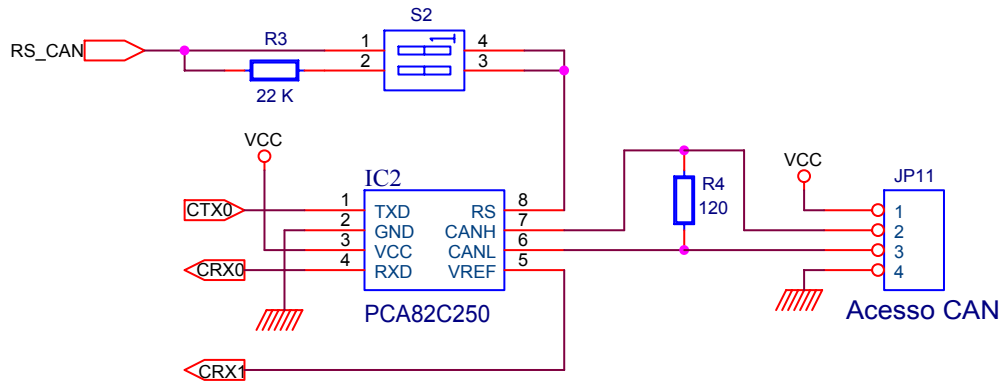 S2
RS_CAN
R3
22 K
1
2
4
3
VCC
IC2
CTX0
CRX0
CRX1
1
2
3
4
TXD
GND
VCC
RXD
RS
CANH
CANL
VREF
8
7
6
5
PCA82C250
R4
120
VCC
JP11
1
2
3
4
Acesso CAN